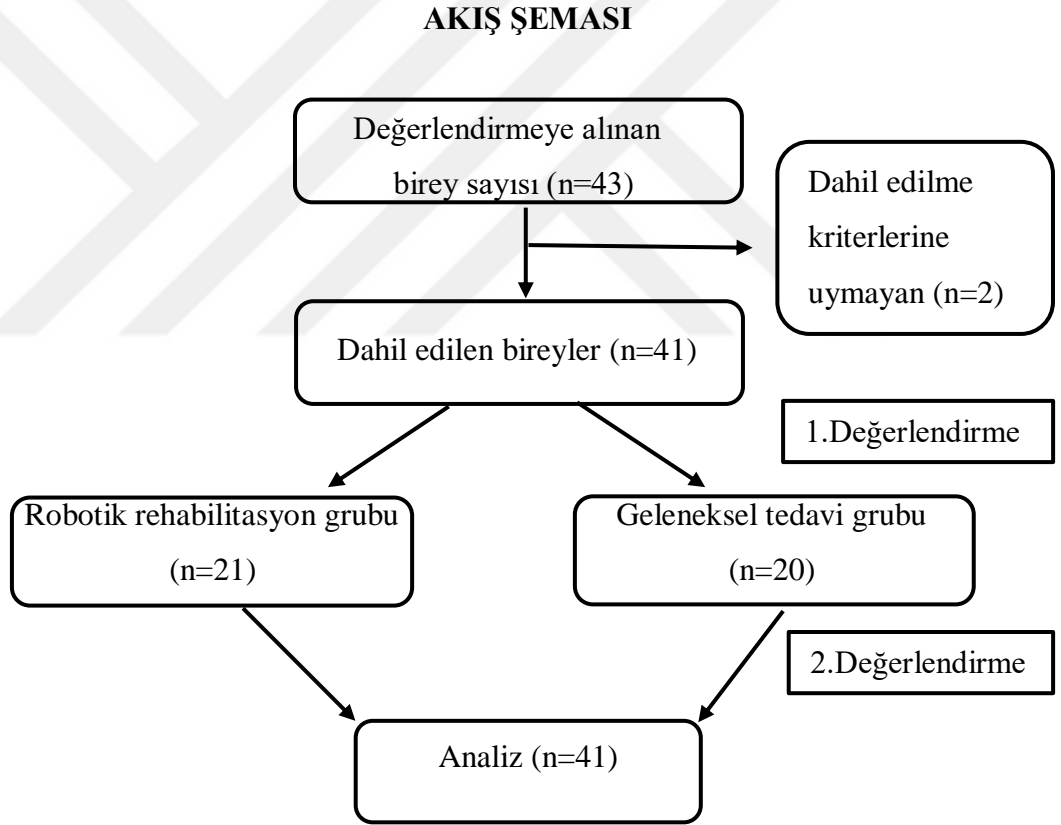 AKIŞ ŞEMASI
Değerlendirmeye alınan
birey sayısı (n=43)
Dahil edilme
kriterlerine
uymayan (n=2)
Dahil edilen bireyler (n=41)
1.Değerlendirme
Robotik rehabilitasyon grubu
(n=21)
Geleneksel tedavi grubu
(n=20)
2.Değerlendirme
Analiz (n=41)